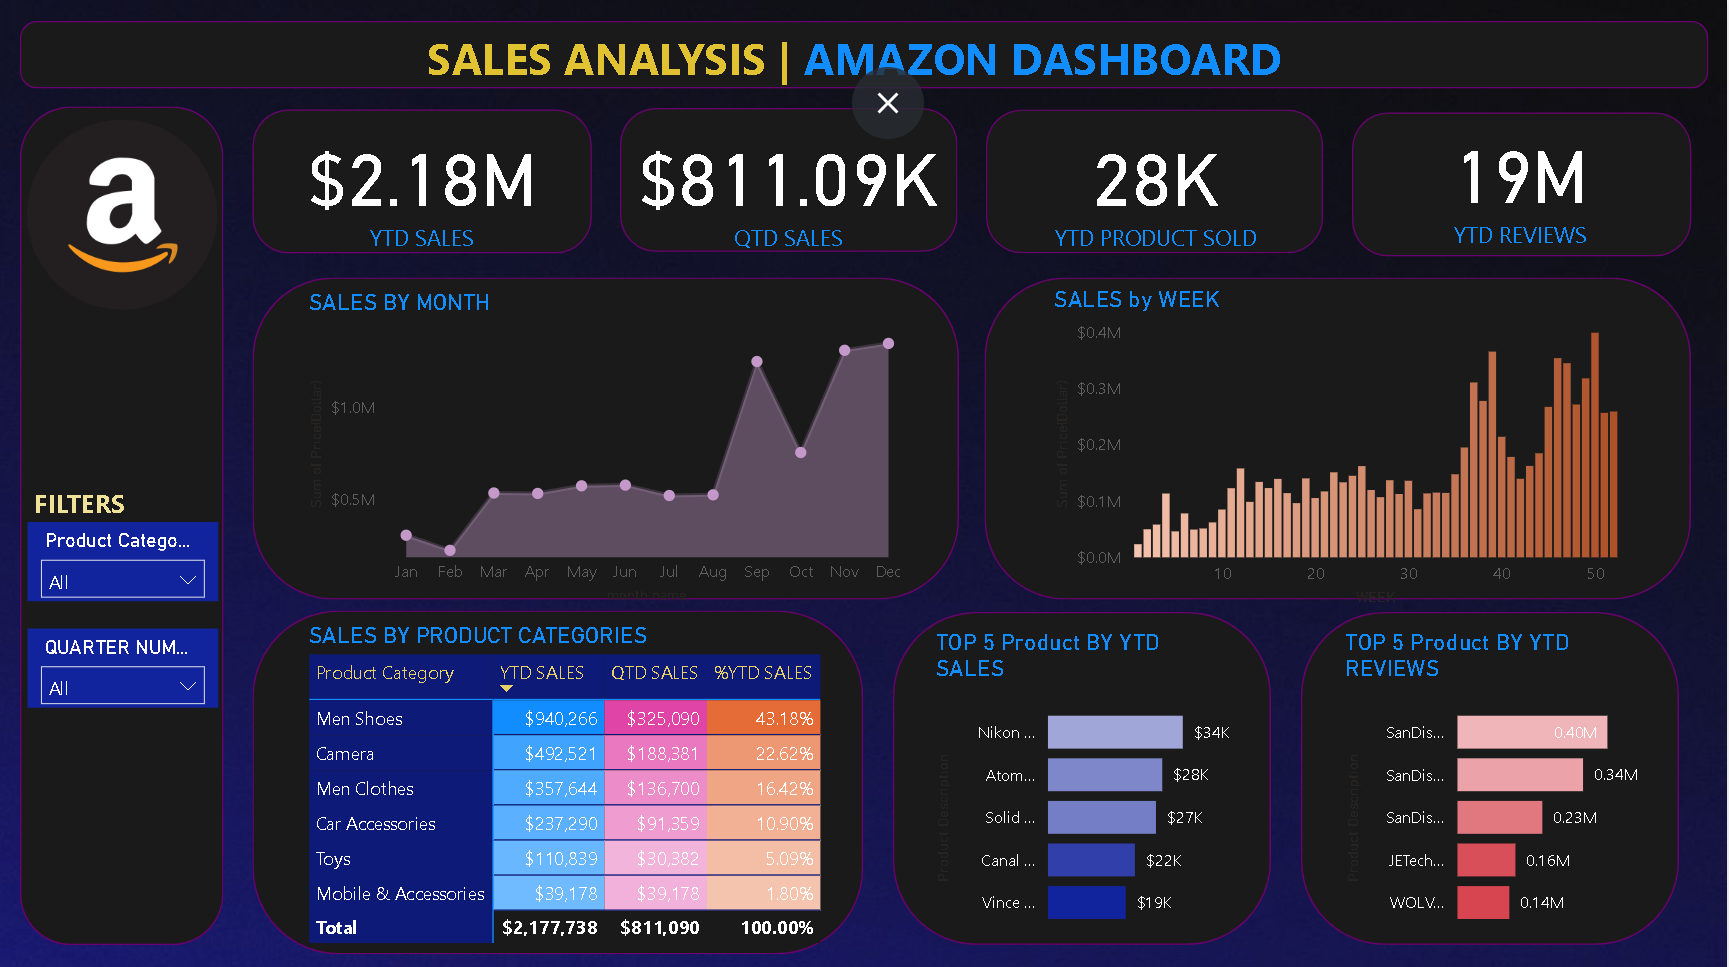 SALES ANALYSIS | AMAZON DASHBOARD
$2.18M
YTD SALES
$811.09K
QTD SALES
28K
YTD PRODUCT SOLD
19M
YTD REVIEWS
a
FILTERS
Product Catego...
All
QUARTER NUM...
All
SALES BY MONTH
Sum of Price(Dollar)
$1.0M
$0.5M
Jan Feb Mar Apr May Jun Jul Aug Sep Oct Nov Dec
month name
SALES by WEEK
Sum of Price(Dollar)
$0.4M
$0.3M
$0.2M
$0.1M
$0.0M
10 20 30 40 50
WEEK
SALES BY PRODUCT CATEGORIES
Product Category YTD SALES QTD SALES %YTD SALES
Men Shoes $940,266 $325,090 43.18%
Camera $492,521 $188,381 22.62%
Men Clothes $357,644 $136,700 16.42%
Car Accessories $237,290 $91,359 10.90%
Toys $110,839 $30,382 5.09%
Mobile & Accessories $39,178 $39,178 1.80%
Total $2,177,738 $811,090 100.00%
TOP 5 Product BY YTD
SALES
Product Description
Nikon ... $34K
Atom... $28K
Solid ... $27K
Canal ... $22K
Vince ... $19K
TOP 5 Product BY YTD
REVIEWS
Product Description
SanDis... 0.40M
SanDis... 0.34M
SanDis... 0.23M
JETech... 0.16M
WOLV... 0.14M